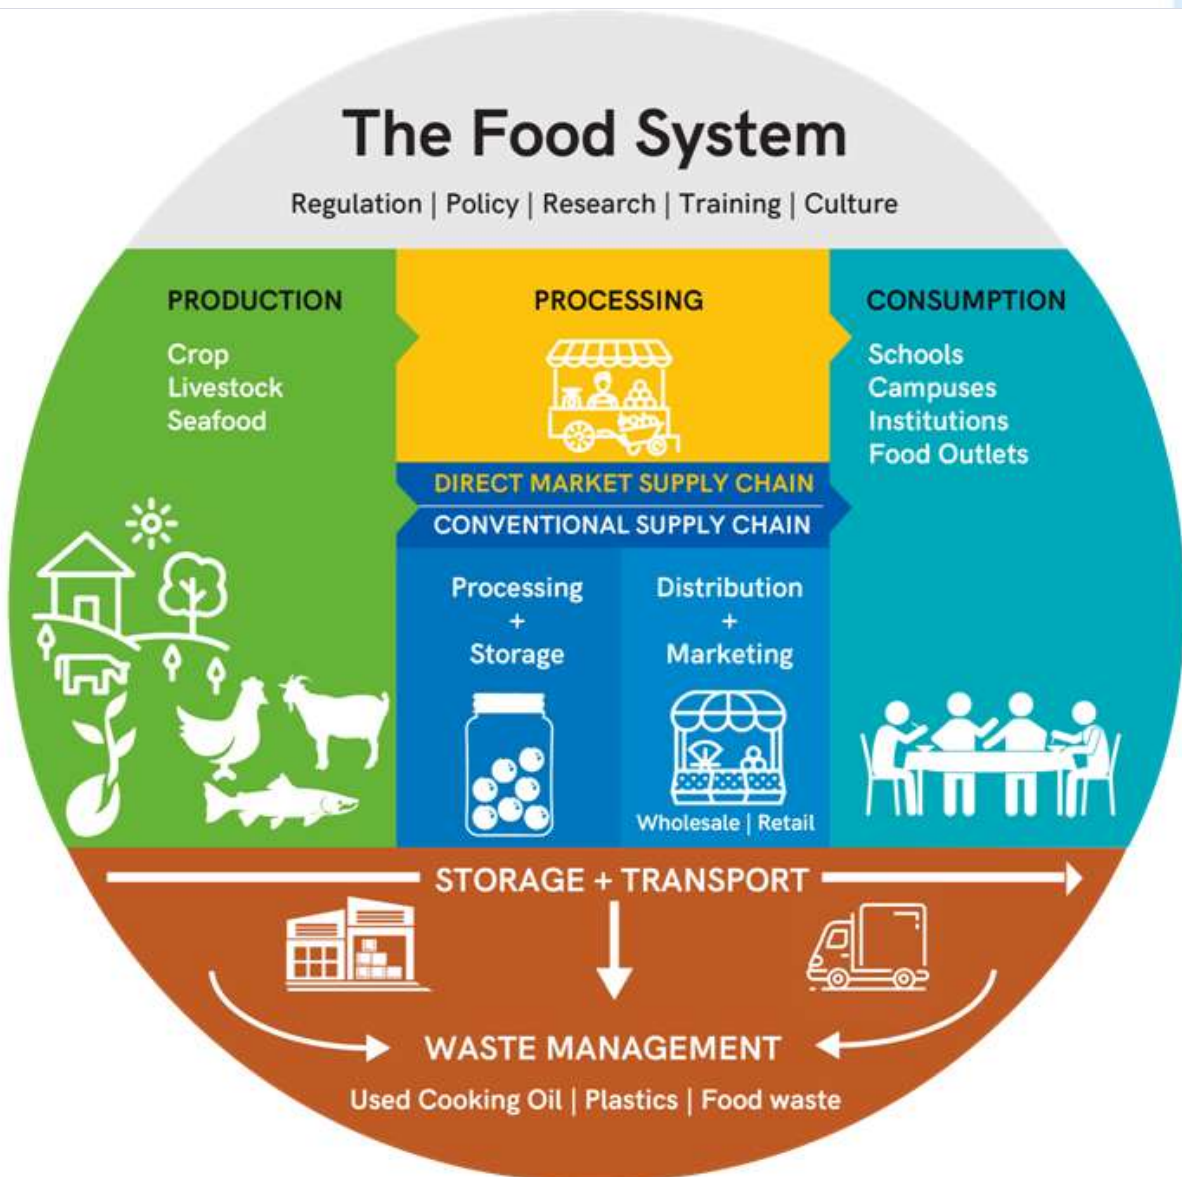 The Food System
Regulation | Policy | Research | Training | Culture
PRODUCTION
Crop
Livestock
Seafood
PROCESSING
DIRECT MARKET SUPPLY CHAIN
CONVENTIONAL SUPPLY CHAIN
Processing
+
Storage
Distribution
+
Marketing
Wholesale | Retail
CONSUMPTION
Schools
Campuses
Institutions
Food Outlets
STORAGE + TRANSPORT
WASTE MANAGEMENT
Used Cooking Oil | Plastics | Food waste